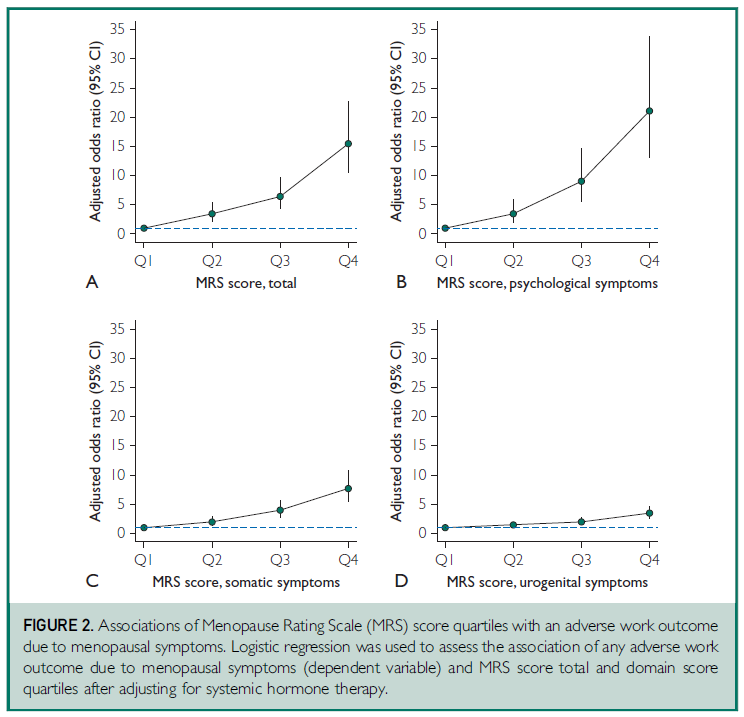 Adjusted odds ratio (95% CI)
35
30
25
20
15
10
5
0
Q1 Q2 Q3 Q4
A MRS score, total
Adjusted odds ratio (95% CI)
35
30
25
20
15
10
5
0
Q1 Q2 Q3 Q4
B MRS score, psychological symptoms
Adjusted odds ratio (95% CI)
35
30
25
20
15
10
5
0
Q1 Q2 Q3 Q4
C MRS score, somatic symptoms
Adjusted odds ratio (95% CI)
35
30
25
20
15
10
5
0
Q1 Q2 Q3 Q4
D MRS score, urogenital symptoms
FIGURE 2. Associations of Menopause Rating Scale (MRS) score quartiles with an adverse work outcome
due to menopausal symptoms. Logistic regression was used to assess the association of any adverse work
outcome due to menopausal symptoms (dependent variable) and MRS score total and domain score
quartiles after adjusting for systemic hormone therapy.